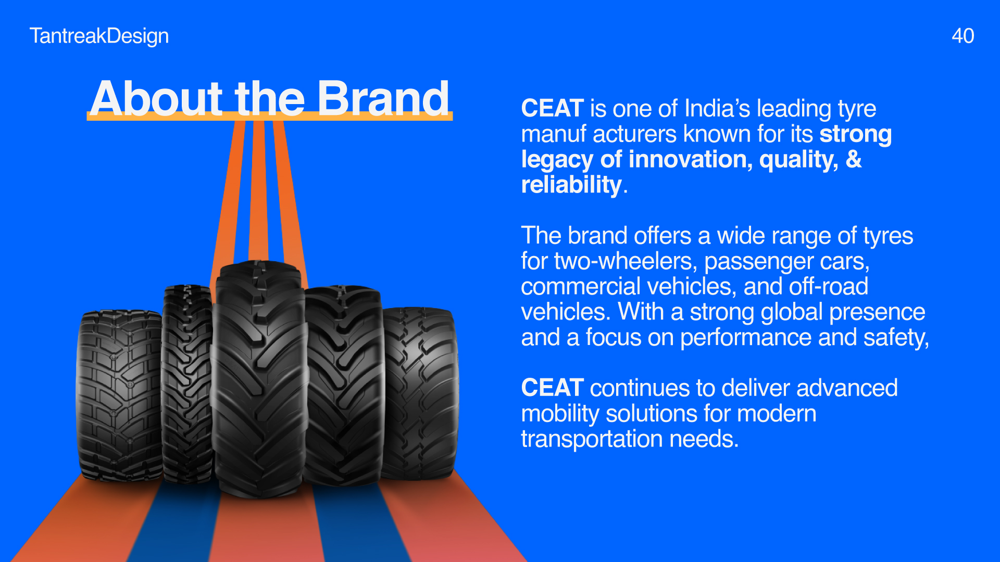 TantreakDesign
40
About the Brand
CEAT is one of India’s leading tyre
manuf acturers known for its strong
legacy of innovation, quality, &
reliability.
The brand offers a wide range of tyres
for two-wheelers, passenger cars,
commercial vehicles, and off-road
vehicles. With a strong global presence
and a focus on performance and safety,
CEAT continues to deliver advanced
mobility solutions for modern
transportation needs.